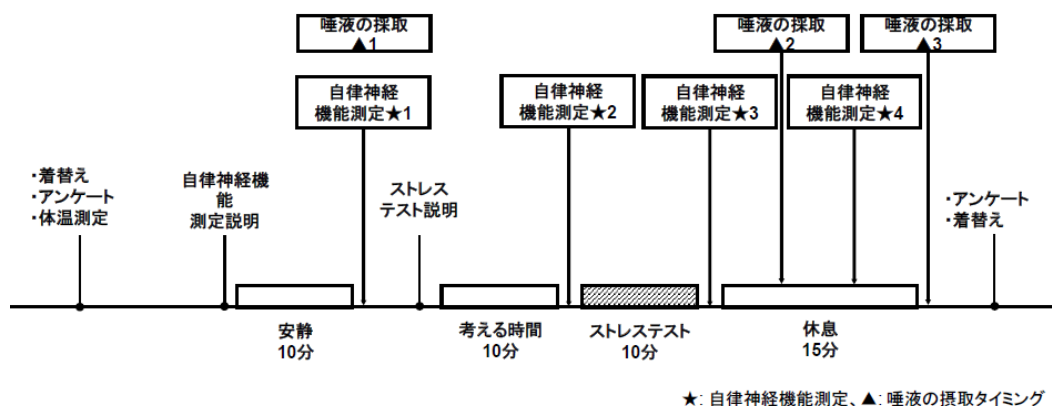 唾液の採取
▲1
唾液の採取
▲2
唾液の採取
▲3
自律神経
機能測定★1
自律神経
機能測定★2
自律神経
機能測定★3
自律神経
機能測定★4
・着替え
・アンケート
・体温測定
自律神経機
能
測定説明
ストレス
テスト説明
・アンケート
・着替え
安静
10分
考える時間
10分
ストレステスト
10分
休息
15分
★: 自律神経機能測定、▲: 唾液の摂取タイミング